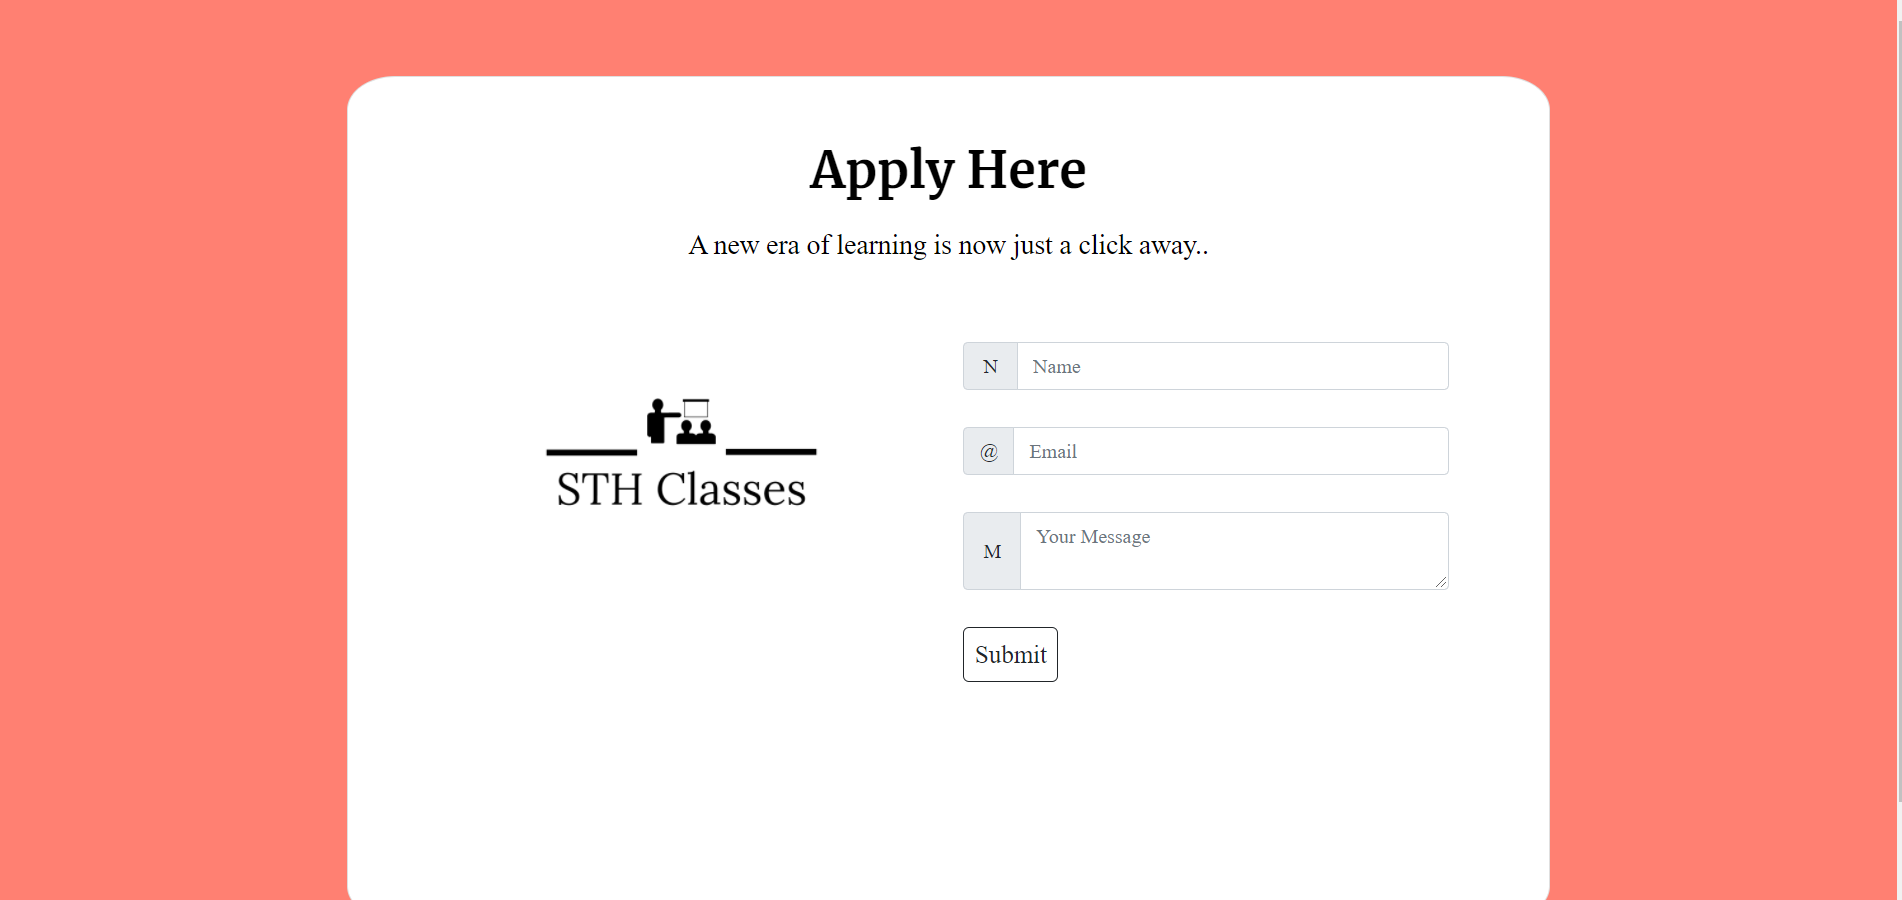 Apply Here
A new era of learning is now just a click away..
STH Classes
N Name
@ Email
M Your Message
Submit